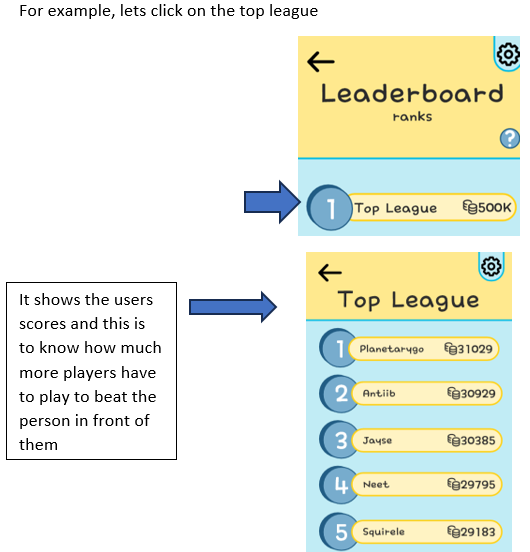 For example, lets click on the top league
Leaderboard
ranks
?
1 Top League 500K
It shows the users
scores and this is
to know how much
more players have
to play to beat the
person in front of
them
Top League
1 Planetarygo 31029
2 Antiib 30929
3 Jayse 30385
4 Neet 29795
5 Squirele 29183